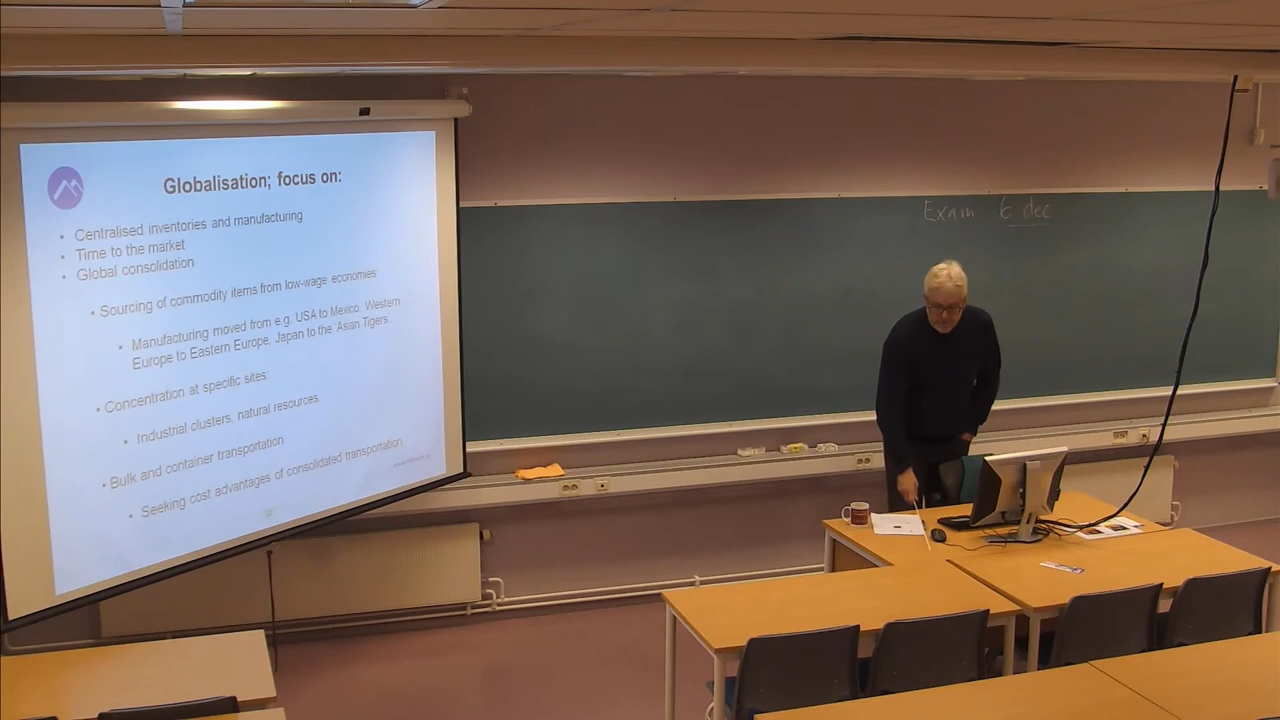 Globalisation; focus on:
• Centralised inventories and manufacturing
• Time to the market
• Global consolidation
• Sourcing of commodity items from low-wage economies:
• Manufacturing moved from e.g. USA to Mexico, Western
Europe to Eastern Europe, Japan to the 'Asian Tigers'.
• Concentration at specific sites:
• Industrial clusters, natural resources
• Bulk and container transportation
• Seeking cost advantages of consolidated transportation
Exam 6 dec